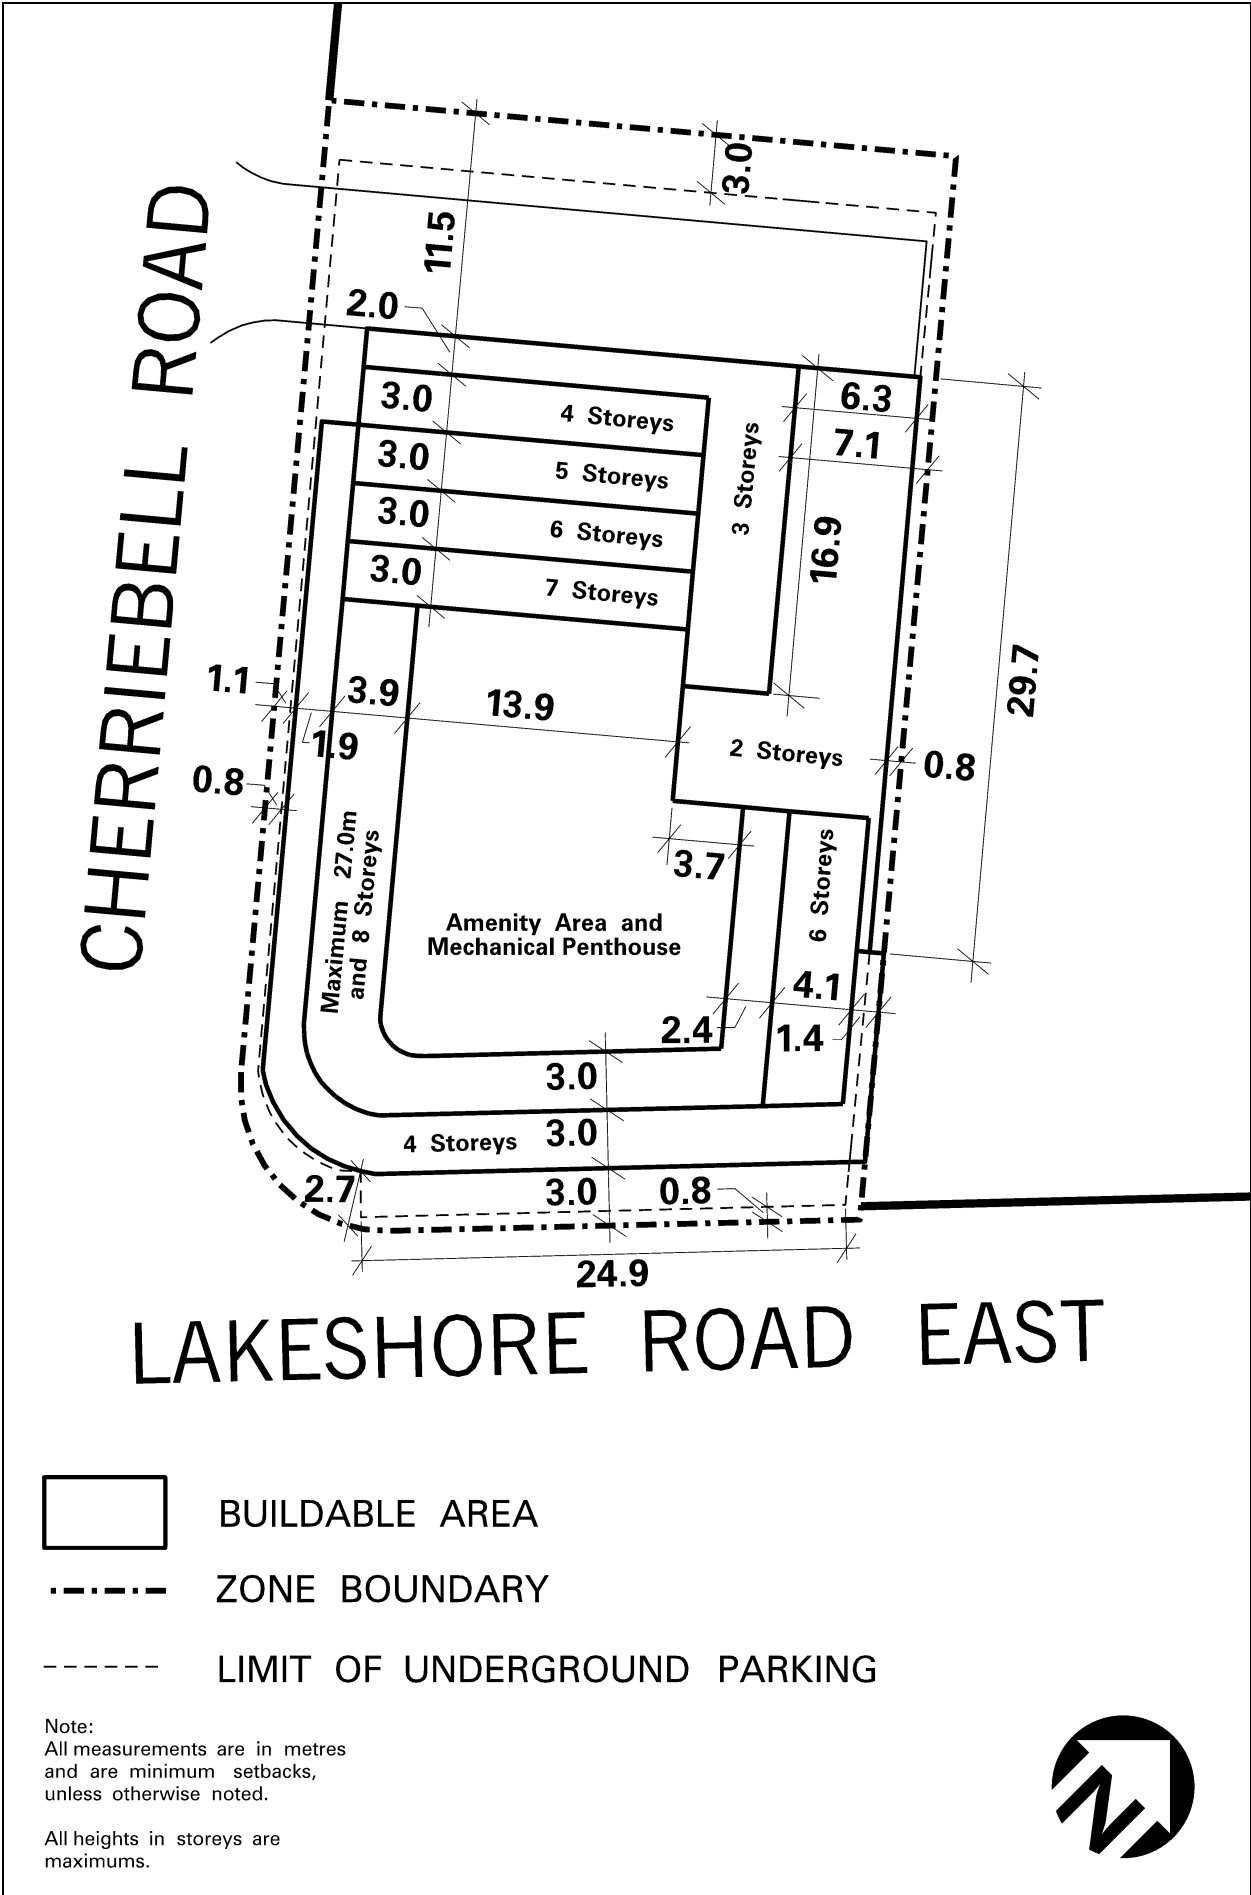 3.0
11.5
CHERRIEBELL ROAD
2.0
6.3
3.0
4 Storeys
7.1
3.0
5 Storeys
3 Storeys
3.0
6 Storeys
16.9
3.0
7 Storeys
29.7
1.1
3.9
13.9
1.9
2 Storeys
0.8
0.8
3.7
Maximum 27.0m
and 8 Storeys
6 Storeys
Amenity Area and
Mechanical Penthouse
4.1
2.4
1.4
3.0
4 Storeys
3.0
2.7
3.0
0.8
24.9
LAKESHORE ROAD EAST
BUILDABLE AREA
ZONE BOUNDARY
LIMIT OF UNDERGROUND PARKING
Note:
All measurements are in metres
and are minimum setbacks,
unless otherwise noted.
All heights in storeys are
maximums.
N